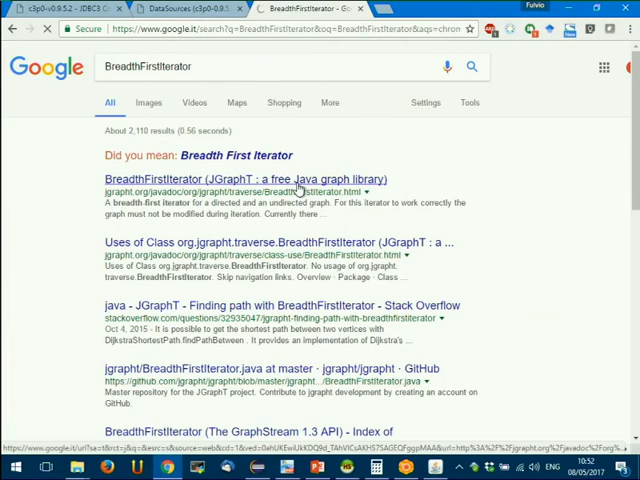 Fulvio
c3p0-v0.9.5.2 - JDBC3 C
DataSources (c3p0-0.9.5.2
BreadthFirstIterator - Go
Secure
https://www.google.it/search?q=BreadthFirstIterator&oq=BreadthFirstIterator&aqs=chrom
Google
BreadthFirstIterator
All Images Videos Maps Shopping More Settings Tools
About 2,110 results (0.56 seconds)
Did you mean: Breadth First Iterator
BreadthFirstIterator (JGraphT : a free Java graph library)
jgrapht.org/javadoc/org/jgrapht/traverse/BreadthFirstIterator.html
A breadth-first iterator for a directed and an undirected graph. For this iterator to work correctly the
graph must not be modified during iteration. Currently there ...
Uses of Class org.jgrapht.traverse.BreadthFirstIterator (JGraphT : a ...
jgrapht.org/javadoc/org/jgrapht/traverse/class-use/BreadthFirstIterator.html
Uses of Class org.jgrapht.traverse.BreadthFirstIterator. No usage of org.jgrapht.
traverse.BreadthFirstIterator. Skip navigation links. Overview · Package · Class ...
java - JGraphT - Finding path with BreadthFirstIterator - Stack Overflow
stackoverflow.com/questions/32935047/jgrapht-finding-path-with-breadthfirstiterator
Oct 4, 2015 - It is possible to get the shortest path between two vertices with
DijkstraShortestPath.findPathBetween . It provides an implementation of Dijkstra's ...
jgrapht/BreadthFirstIterator.java at master · jgrapht/jgrapht · GitHub
https://github.com/jgrapht/jgrapht/blob/master/jgrapht.../BreadthFirstIterator.java
Master repository for the JGraphT project. Contribute to jgrapht development by creating an account on
GitHub.
BreadthFirstIterator (The GraphStream 1.3 API) - Index of
ENG
10:52
08/05/2017